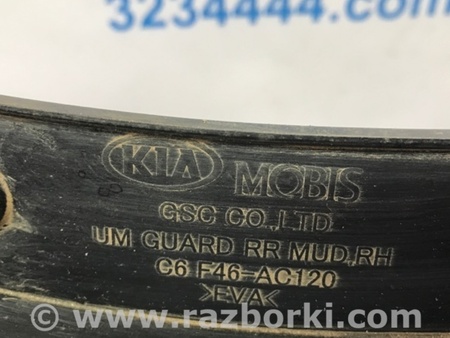 3234444.com
KIA MOBIS
GSC CO.,LTD
UM GUARD RR MUD,RH
C6 F46-AC120
>EVA<
© www.razborki.com